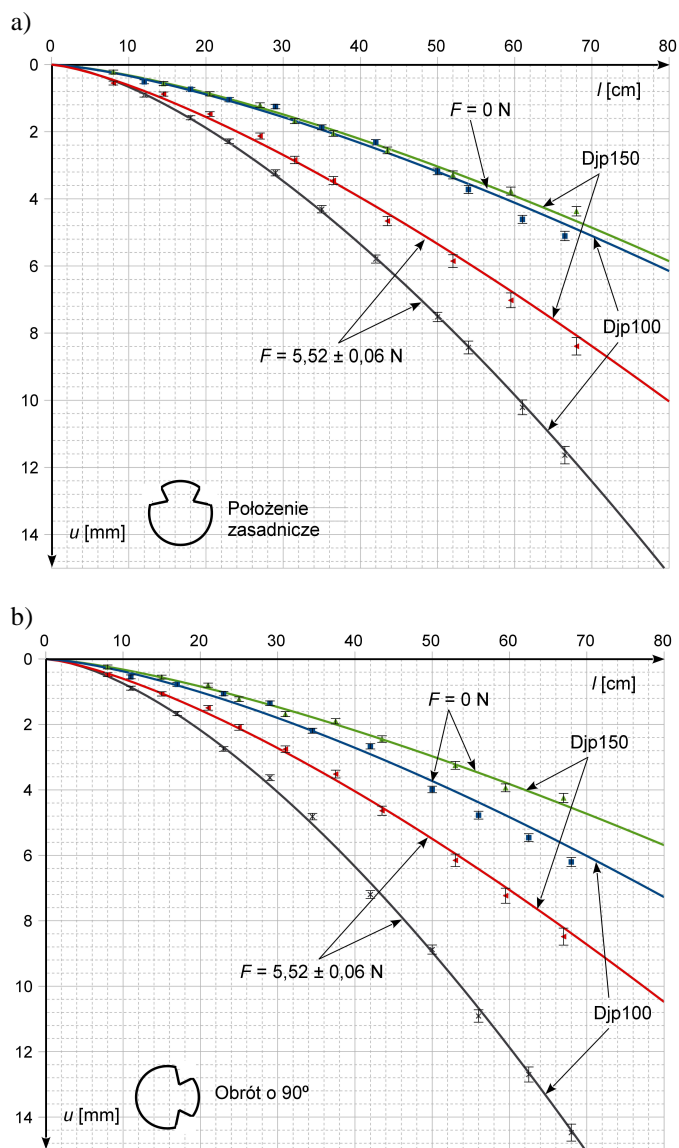 a)
0 10 20 30 40 50 60 70 80
0
l [cm]
F = 0 N
2
Djp150
4
6
Djp100
8
F = 5,52 ± 0,06 N
10
12
Położenie
zasadnicze
14
u [mm]
b)
0 10 20 30 40 50 60 70 80
0
l [cm]
F = 0 N
2
Djp150
4
6
8
F = 5,52 ± 0,06 N
10
Djp100
12
Obrót o 90º
14
u [mm]